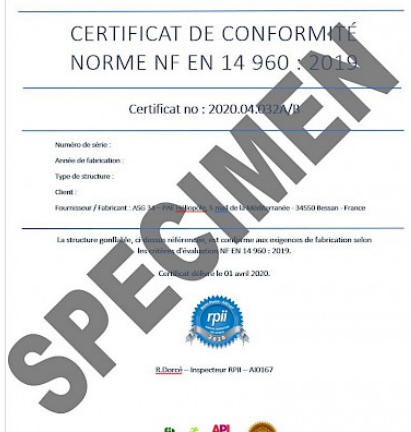 CERTIFICAT DE CONFORMITÉ
NORME NF EN 14 960 : 2019
Certificat no : 2020.04.032A/B
Numéro de série :
Année de fabrication :
Type de structure :
Client :
Fournisseur / Fabricant : ASG 34 – PAE Héliopole, 5 mail de la Méditerranée - 34550 Bessan - France
La structure gonflable, ci dessus référencée, est conforme aux exigences de fabrication selon
les critères d'évaluation NF EN 14 960 : 2019.
Certificat délivré le 01 avril 2020.
SPECIMEN
rpii
B.Dorcé – Inspecteur RPII – AI0167
API